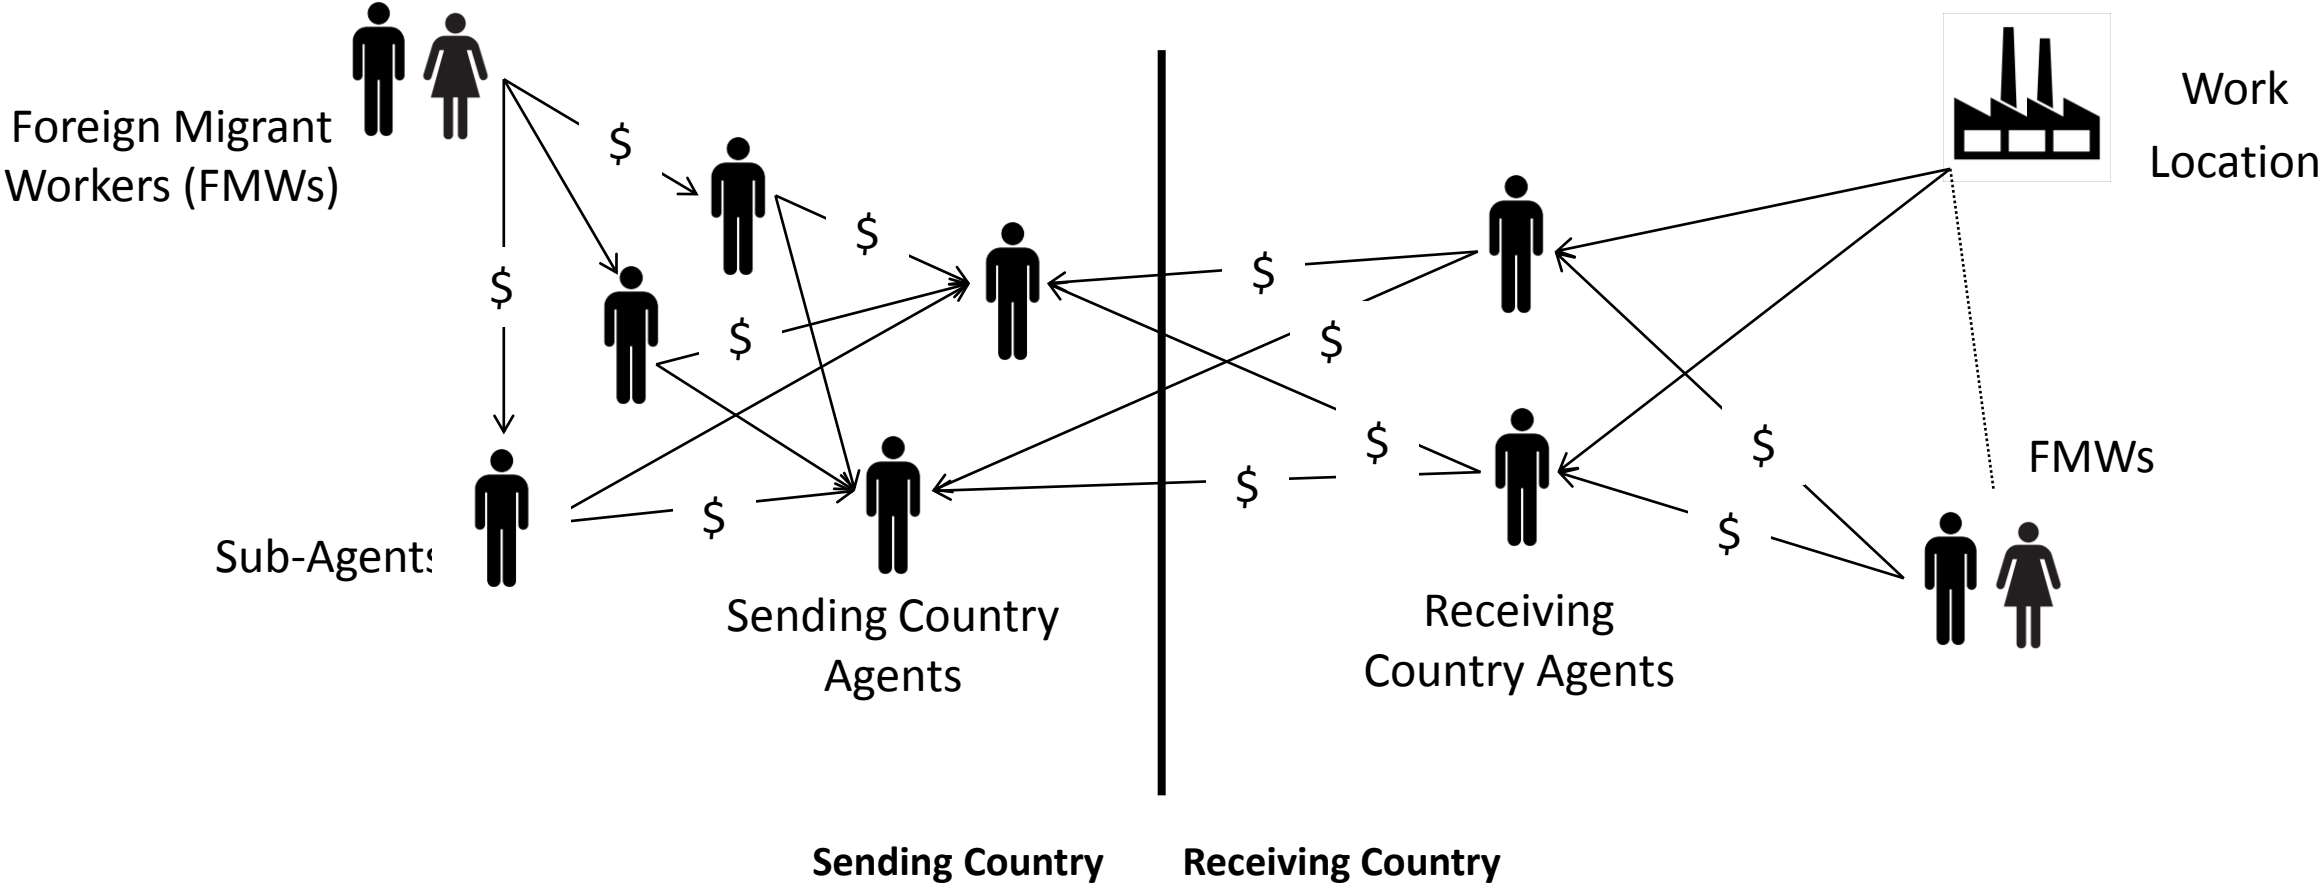 Foreign Migrant
Workers (FMWs)
Work
Location
$
$
$
$
$
$
$
$
$
$
$
FMWs
Sub-Agents
Sending Country
Agents
Receiving
Country Agents
Sending Country
Receiving Country